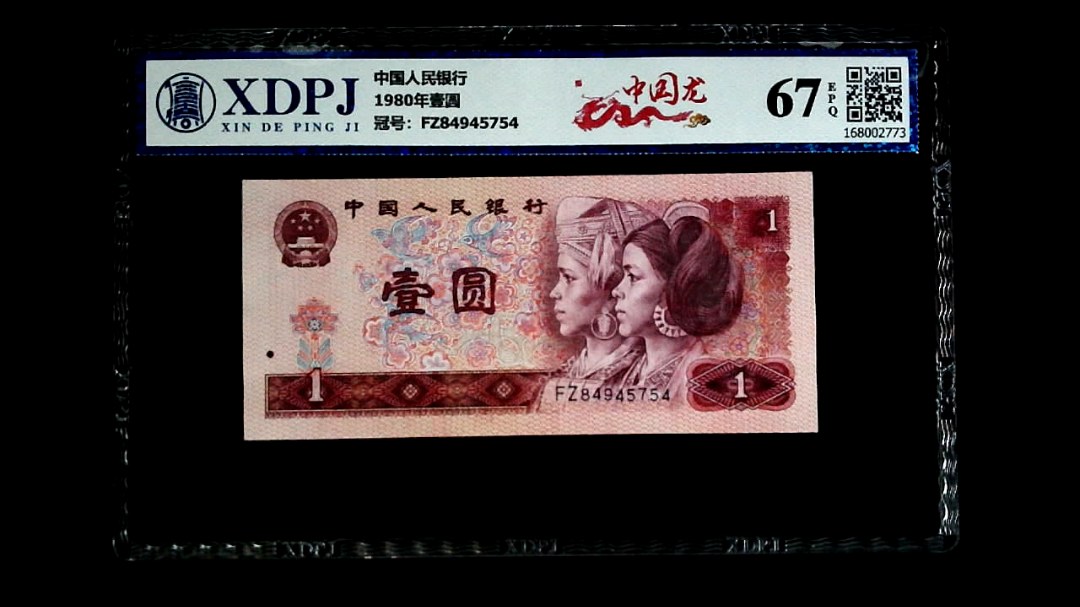 XDPJ
XIN DE PING JI
中国人民银行
1980年壹圆
冠号：FZ84945754
中国龙
67
EPQ
168002773
中国人民银行
1
壹圆
1
FZ84945754
1
XDPJ
XDPJ
XDPJ